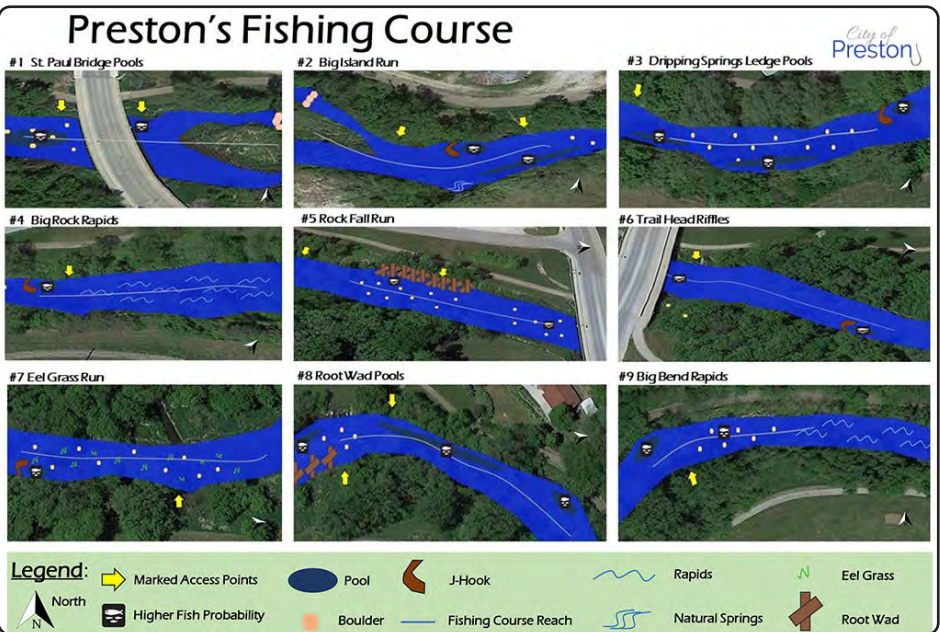 Preston's Fishing Course
City of
Preston
#1 St. Paul Bridge Pools
#2 Big Island Run
#3 Dripping Springs Ledge Pools
#4 Big Rock Rapids
#5 Rock Fall Run
#6 Trail Head Riffles
#7 Eel Grass Run
#8 Root Wad Pools
#9 Big Bend Rapids
Legend:
North
N
Marked Access Points
Higher Fish Probability
Pool
Boulder
J-Hook
Fishing Course Reach
Rapids
Natural Springs
Eel Grass
Root Wad